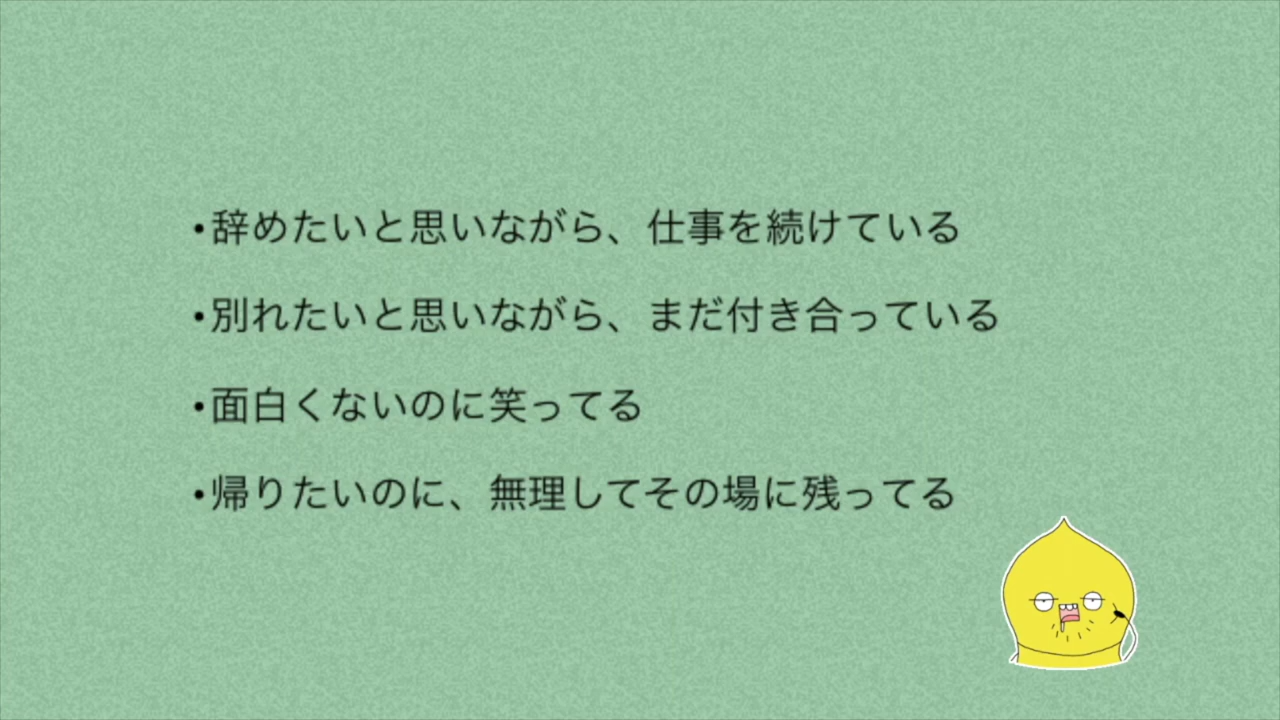 ・辞めたいと思いながら、仕事を続けている
・別れたいと思いながら、まだ付き合っている
・面白くないのに笑ってる
・帰りたいのに、無理してその場に残ってる